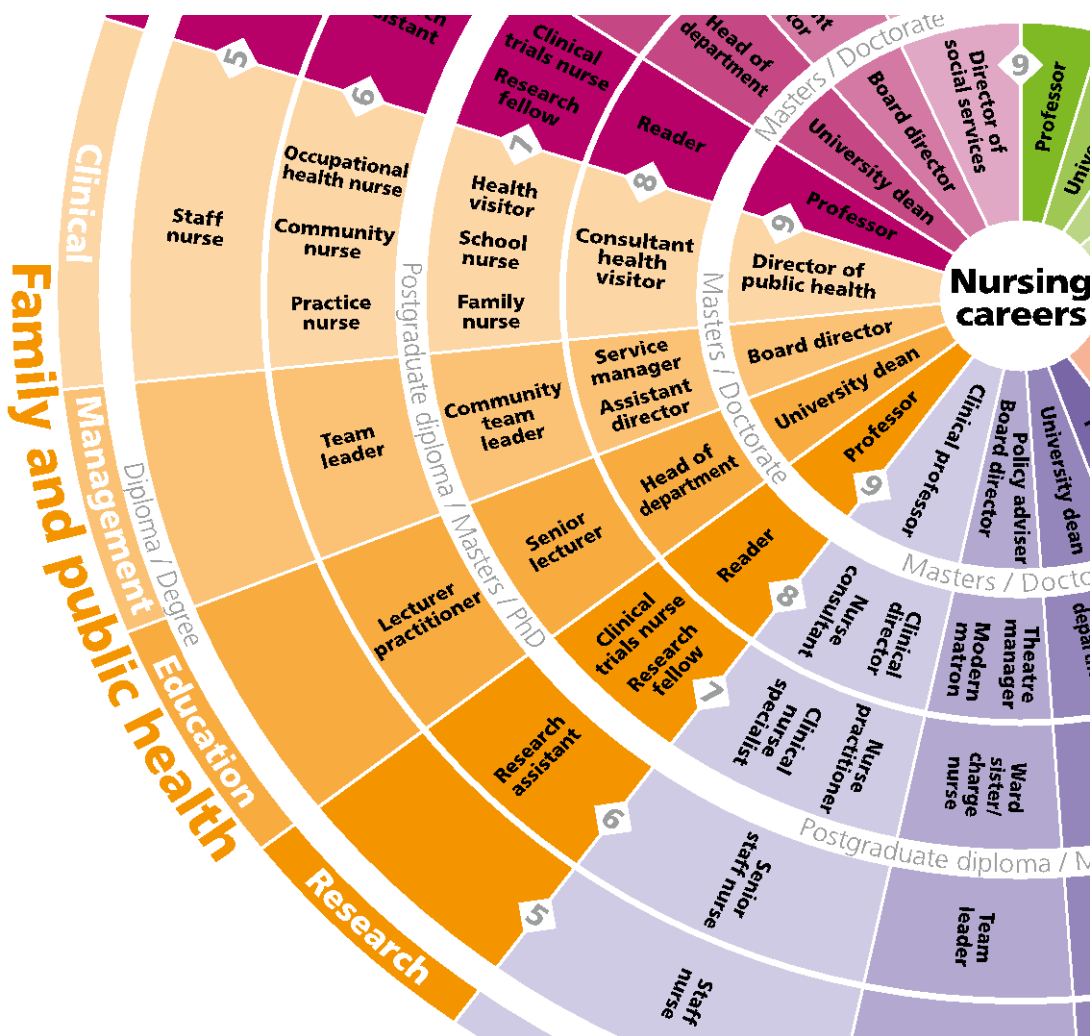 Nursing
careers
Family and public health
Clinical
Management
Education
Research
Diploma / Degree
Postgraduate diploma / Masters / PhD
Masters / Doctorate
5
6
7
8
9
Staff
nurse
Occupational
health nurse
Community
nurse
Practice
nurse
Health
visitor
School
nurse
Family
nurse
Consultant
health
visitor
Director of
public health
Team
leader
Community
team
leader
Service
manager
Assistant
director
Board director
Lecturer
practitioner
Senior
lecturer
Head of
department
University dean
Research
assistant
Clinical
trials nurse
Research
fellow
Reader
Professor
5
6
7
8
9
Clinical
trials nurse
Research
fellow
Reader
Professor
Head of
department
University dean
Board director
Director of
social services
Masters / Doctorate
9
Professor
Clinical professor
Board director
Policy adviser
University dean
Masters / Docto
Nurse
consultant
Clinical
director
Modern
matron
Theatre
manager
Clinical
nurse
specialist
Nurse
practitioner
Ward
sister/
charge
nurse
Postgraduate diploma / M
Senior
staff nurse
Team
leader
Staff
nurse